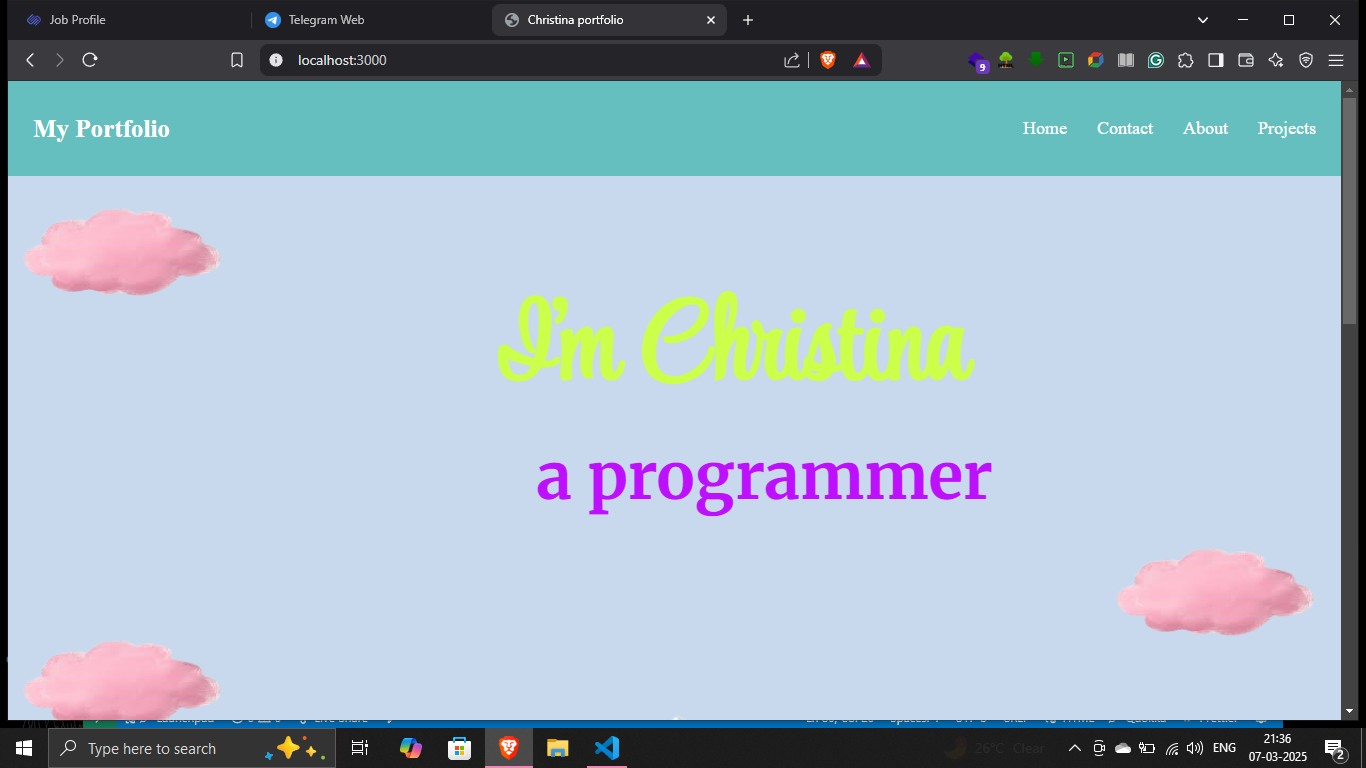 Job Profile
Telegram Web
Christina portfolio
localhost:3000
9
My Portfolio
Home
Contact
About
Projects
I'm Christina
a programmer
Type here to search
26°C Clear
ENG
21:36
07-03-2025
2